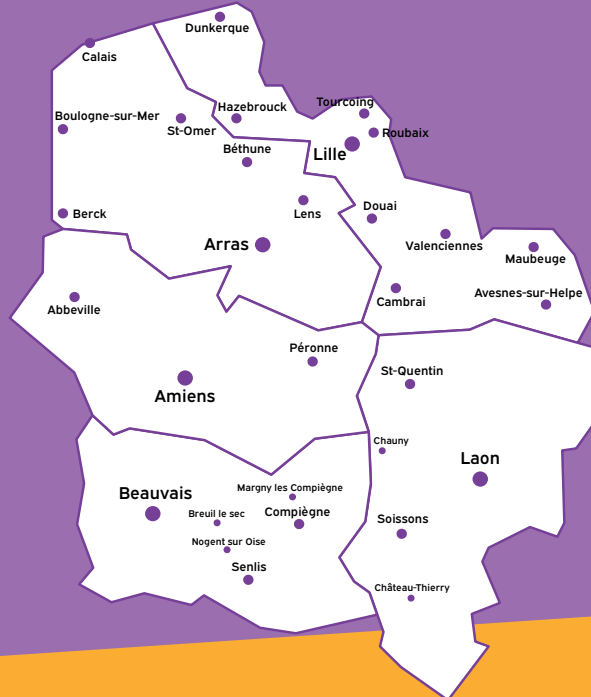 Dunkerque
Calais
Tourcoing
Hazebrouck
Boulogne-sur-Mer
St-Omer
Roubaix
Béthune
Lille
Lens
Douai
Berck
Arras
Valenciennes
Maubeuge
Avesnes-sur-Helpe
Cambrai
Abbeville
Péronne
St-Quentin
Amiens
Chauny
Laon
Beauvais
Margny les Compiègne
Breuil le sec
Compiègne
Soissons
Nogent sur Oise
Senlis
Château-Thierry